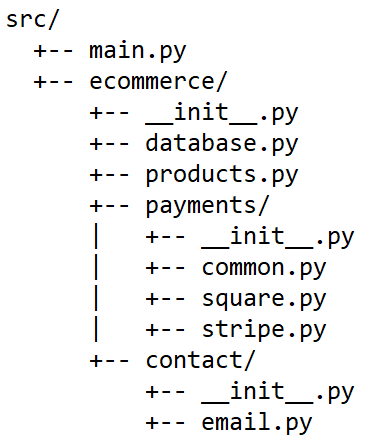 src/
  +-- main.py
  +-- ecommerce/
      +-- __init__.py
      +-- database.py
      +-- products.py
      +-- payments/
      |   +-- __init__.py
      |   +-- common.py
      |   +-- square.py
      |   +-- stripe.py
      +-- contact/
          +-- __init__.py
          +-- email.py